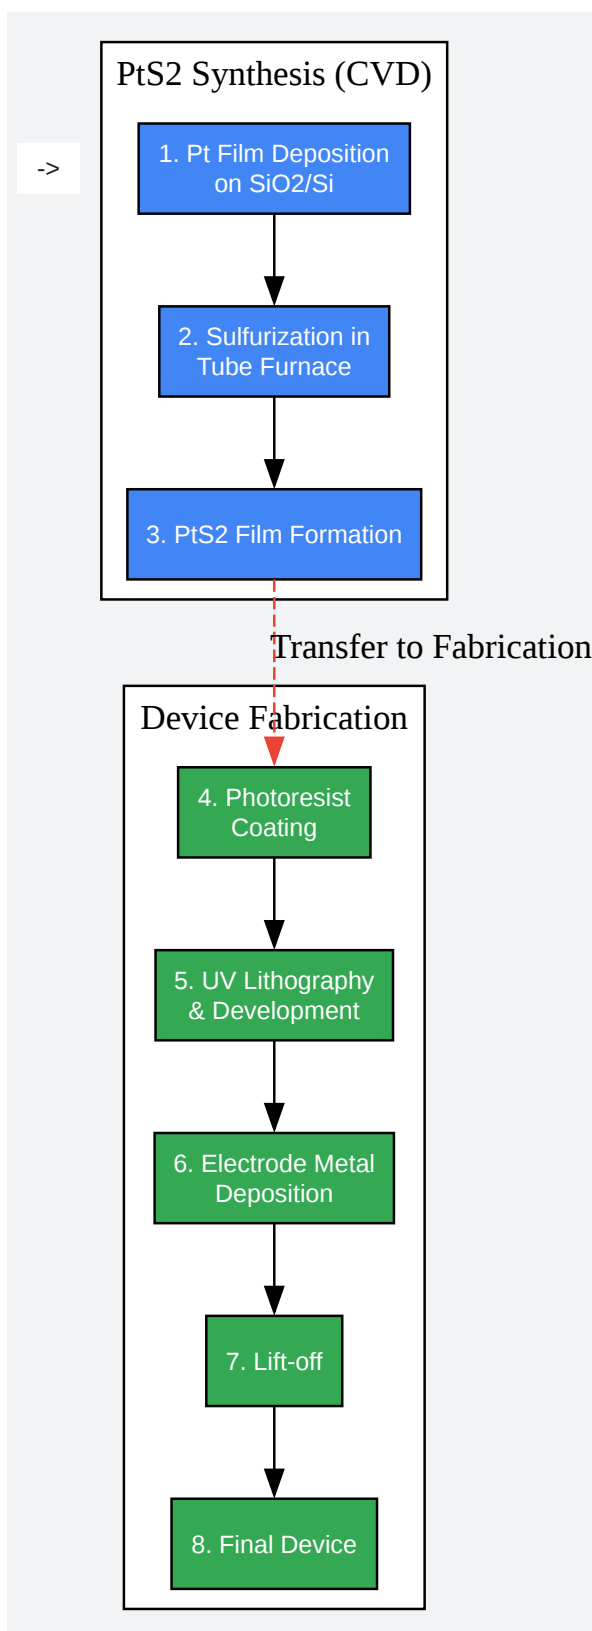 PtS2 Synthesis (CVD)
->
1. Pt Film Deposition
on SiO2/Si
2. Sulfurization in
Tube Furnace
3. PtS2 Film Formation
Transfer to Fabrication
Device Fabrication
4. Photoresist
Coating
5. UV Lithography
& Development
6. Electrode Metal
Deposition
7. Lift-off
8. Final Device